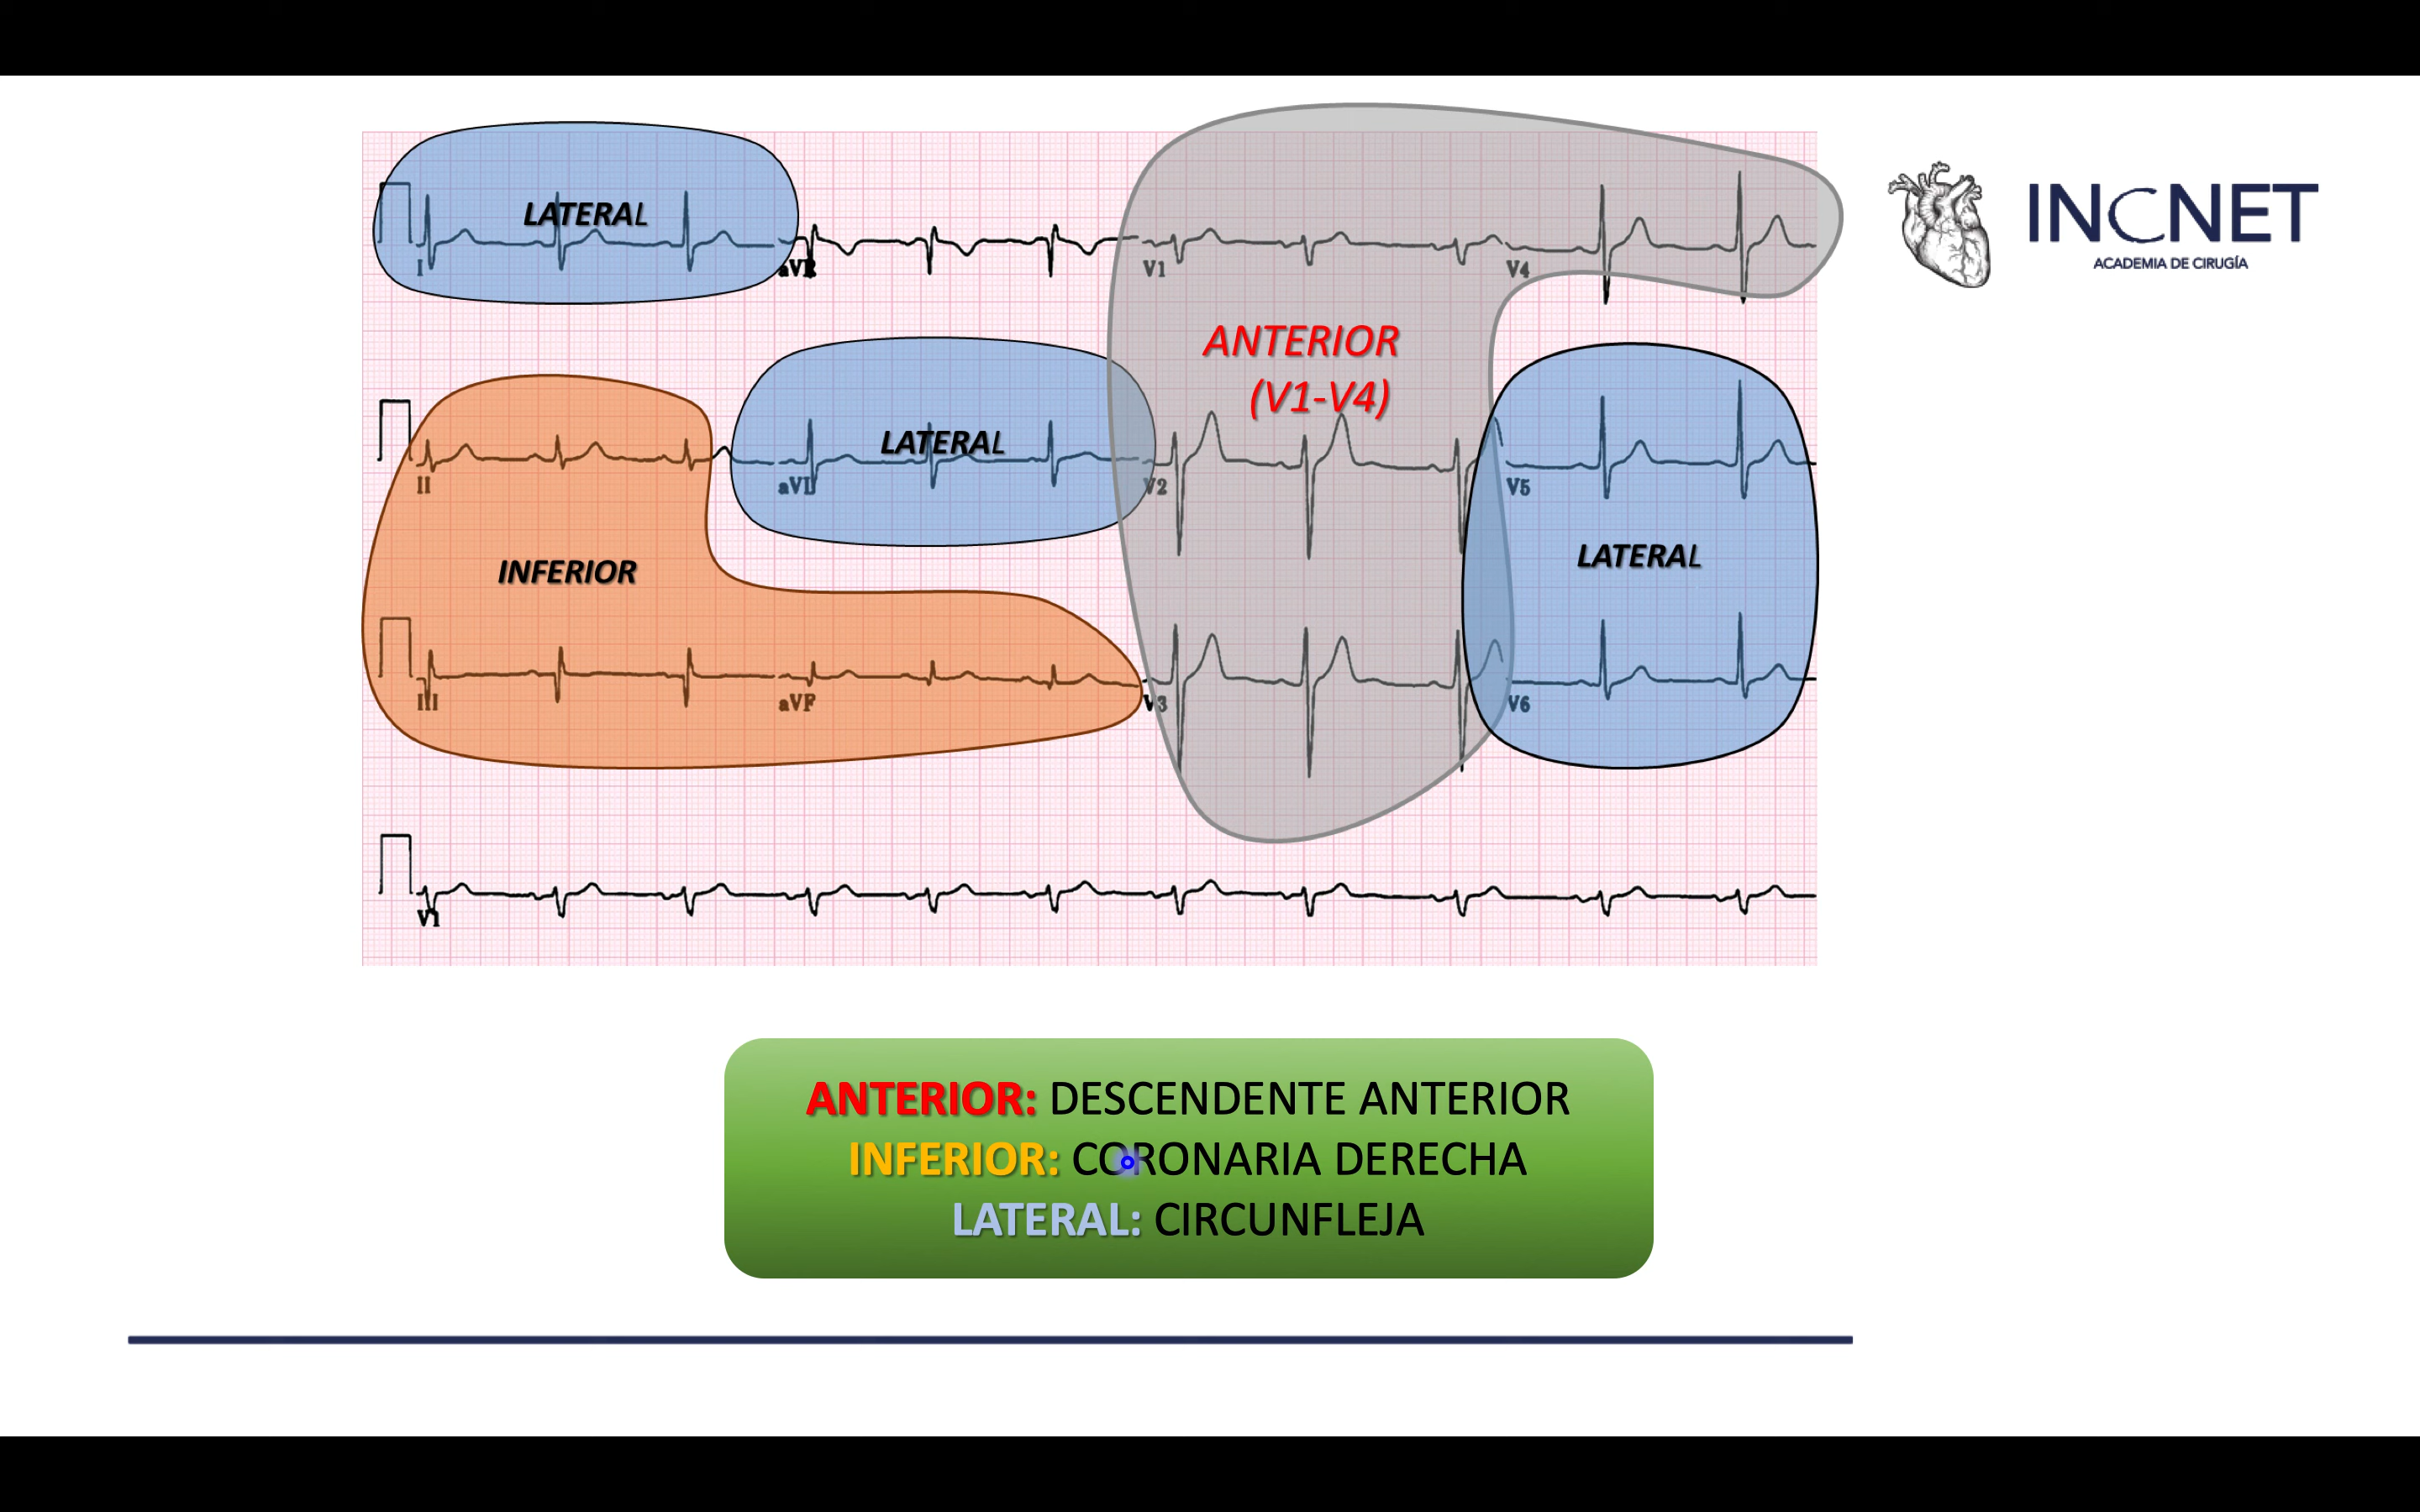 LATERAL
I
aVR
V1
V4
INCNET
ACADEMIA DE CIRUGÍA
ANTERIOR
(V1-V4)
LATERAL
II
aVL
V2
V5
INFERIOR
LATERAL
III
aVF
V3
V6
V1
ANTERIOR: DESCENDENTE ANTERIOR
INFERIOR: CORONARIA DERECHA
LATERAL: CIRCUNFLEJA